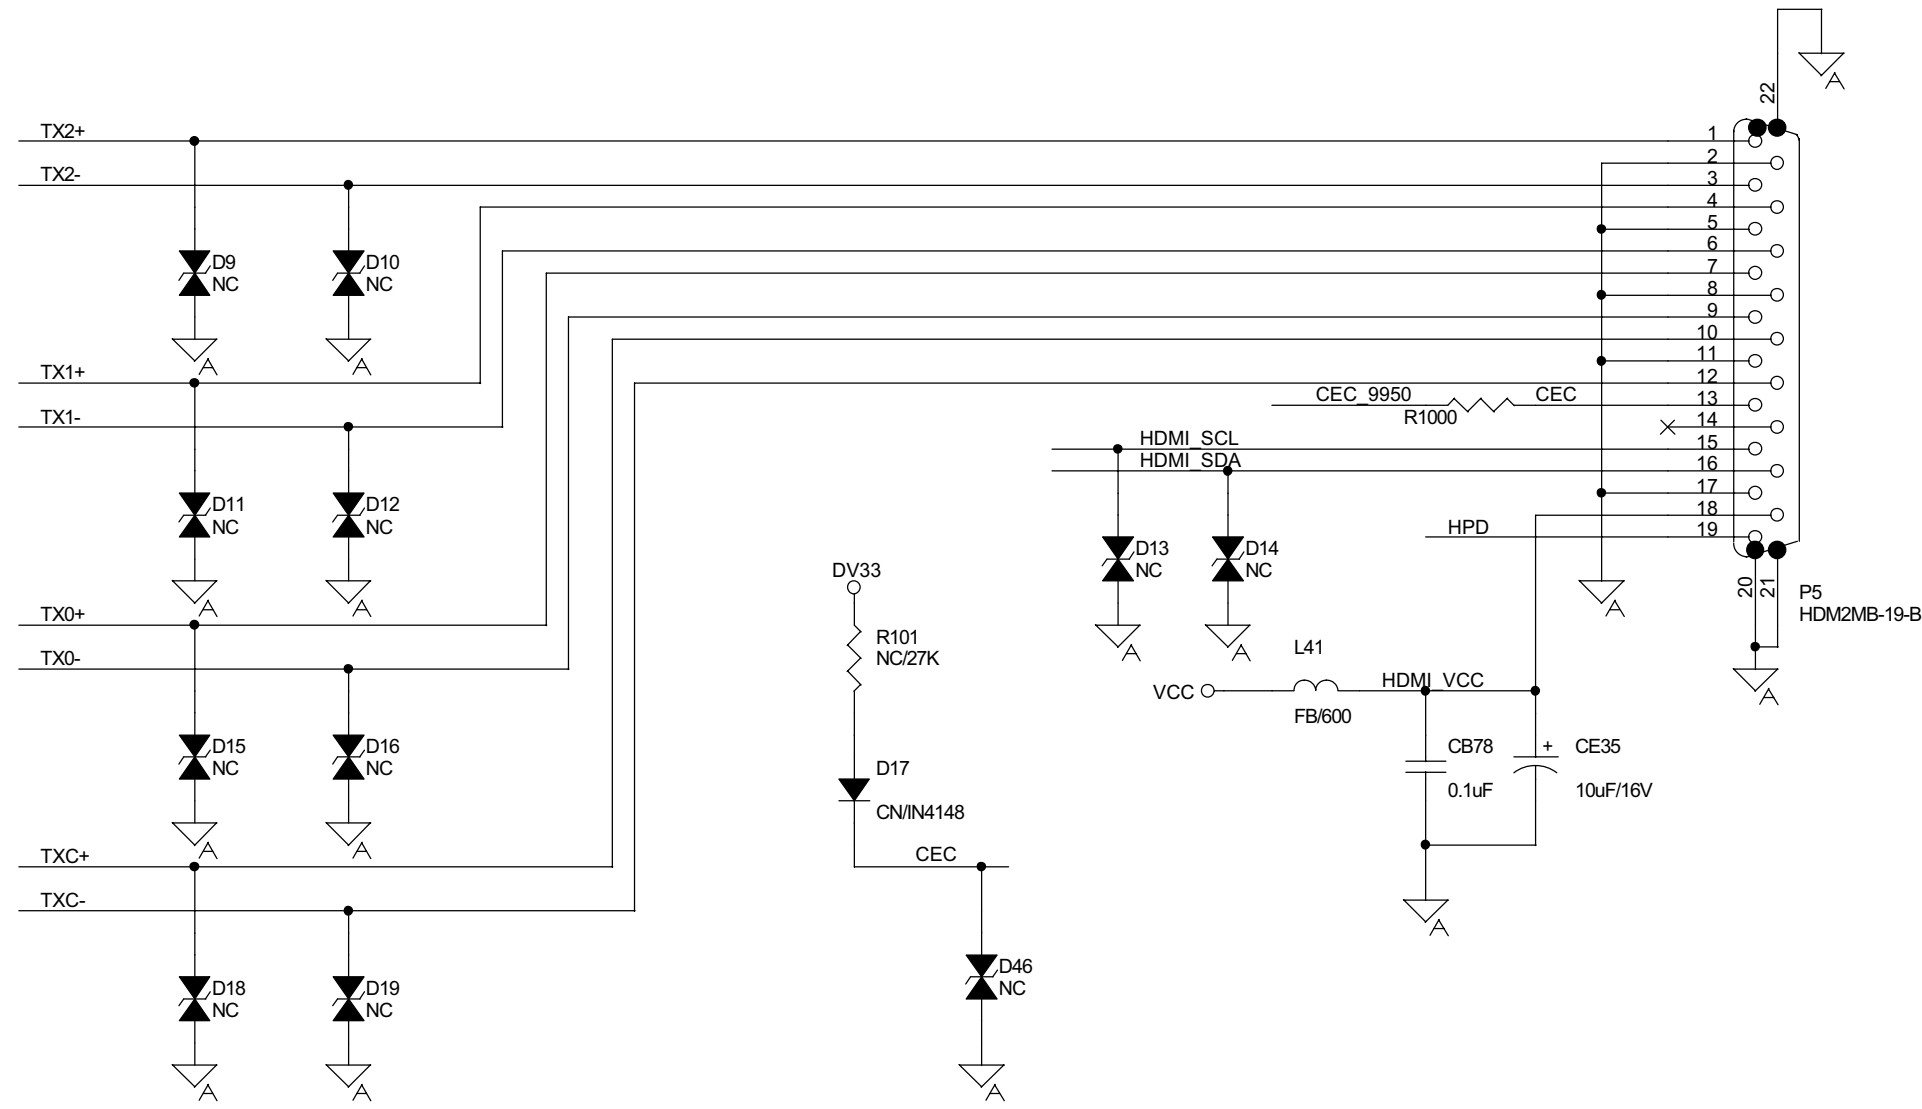 22
A
TX2+
1
2
TX2-
3
4
5
6
D9
NC
D10
NC
7
8
9
10
A
A
11
TX1+
12
CEC_9950
CEC
13
R1000
14
TX1-
HDMI_SCL
15
HDMI_SDA
16
17
D11
NC
D12
NC
18
HPD
19
D13
NC
D14
NC
DV33
20
21
P5
HDM2MB-19-B
A
A
A
TX0+
R101
NC/27K
A
A
L41
TX0-
VCC
HDMI_VCC
A
FB/600
D15
NC
D16
NC
D17
CN/IN4148
CB78
0.1uF
+
CE35
10uF/16V
A
A
TXC+
CEC
TXC-
A
D18
NC
D19
NC
D46
NC
A
A
A